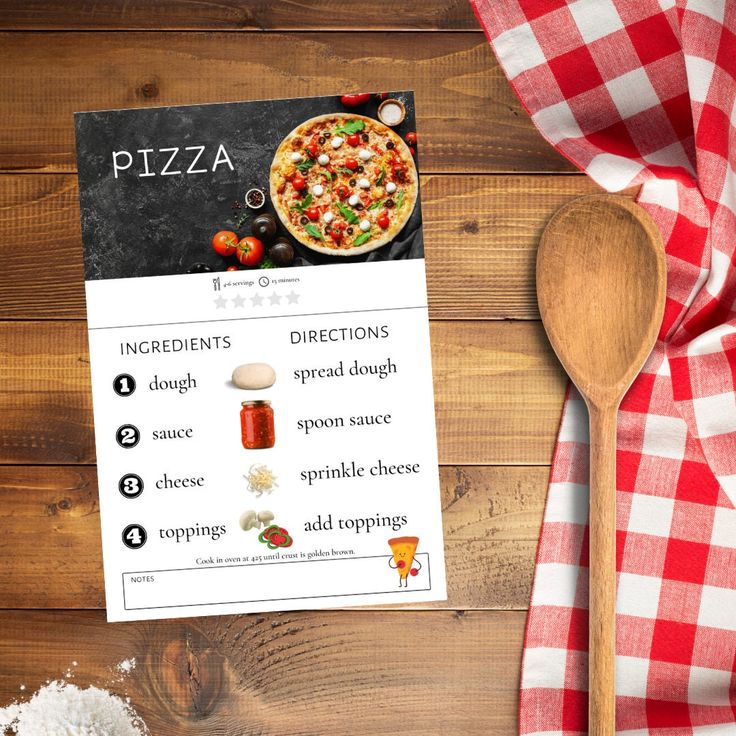 PIZZA
4-6 servings 15 minutes
INGREDIENTS DIRECTIONS
1 dough spread dough
2 sauce spoon sauce
3 cheese sprinkle cheese
4 toppings add toppings
Cook in oven at 425 until crust is golden brown.
NOTES